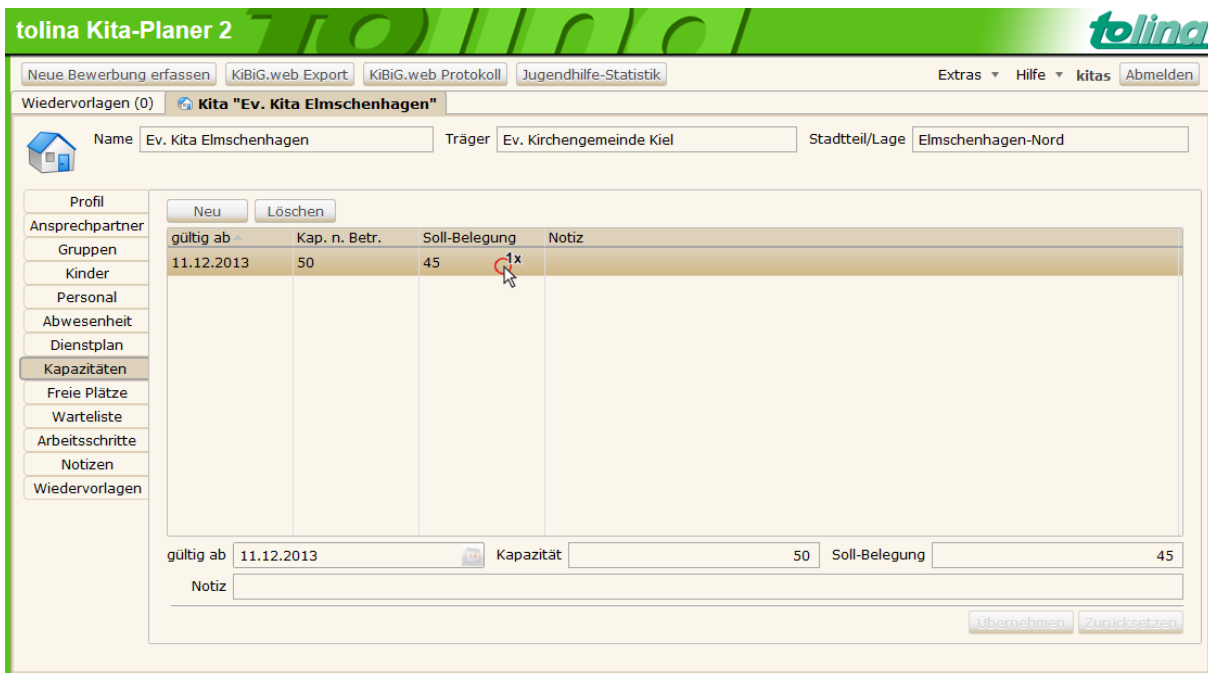 tolina Kita-Planer 2
tolina
tolina
Neue Bewerbung erfassen KiBiG.web Export KiBiG.web Protokoll Jugendhilfe-Statistik Extras Hilfe kitas Abmelden
Wiedervorlagen (0) Kita "Ev. Kita Elmschenhagen"
Name Ev. Kita Elmschenhagen Träger Ev. Kirchengemeinde Kiel Stadtteil/Lage Elmschenhagen-Nord
Profil
Ansprechpartner
Gruppen
Kinder
Personal
Abwesenheit
Dienstplan
Kapazitäten
Freie Plätze
Warteliste
Arbeitsschritte
Notizen
Wiedervorlagen
Neu Löschen
gültig ab Kap. n. Betr. Soll-Belegung Notiz
11.12.2013 50 45 1x
gültig ab 11.12.2013 Kapazität 50 Soll-Belegung 45
Notiz
Übernehmen Zurücksetzen